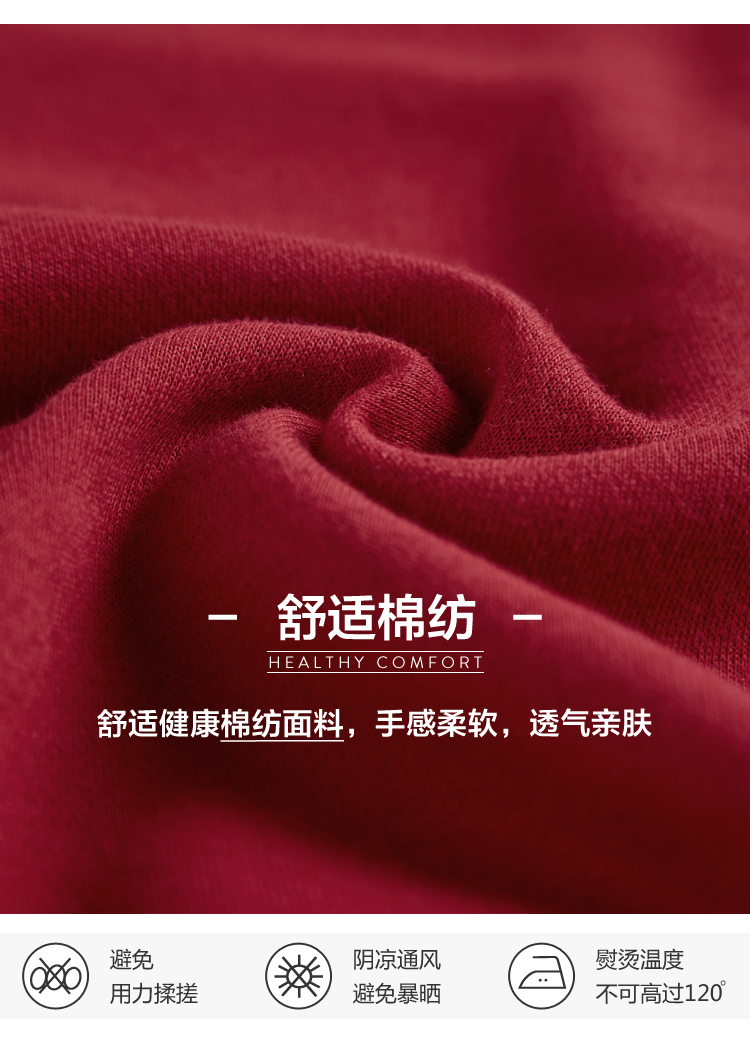 舒适棉纺
HEALTHY COMFORT
舒适健康棉纺面料，手感柔软，透气亲肤
避免
用力揉搓
阴凉通风
避免暴晒
熨烫温度
不可高过120°